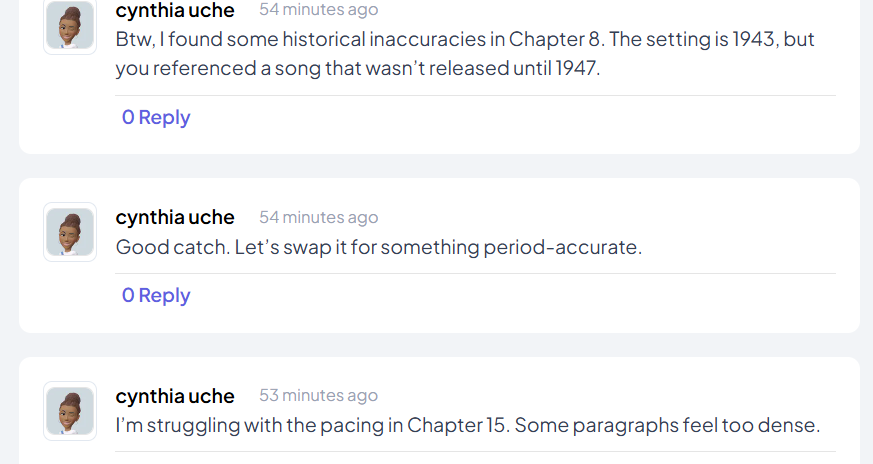 cynthia uche 54 minutes ago
Btw, I found some historical inaccuracies in Chapter 8. The setting is 1943, but
you referenced a song that wasn’t released until 1947.
0 Reply
cynthia uche 54 minutes ago
Good catch. Let’s swap it for something period-accurate.
0 Reply
cynthia uche 53 minutes ago
I’m struggling with the pacing in Chapter 15. Some paragraphs feel too dense.